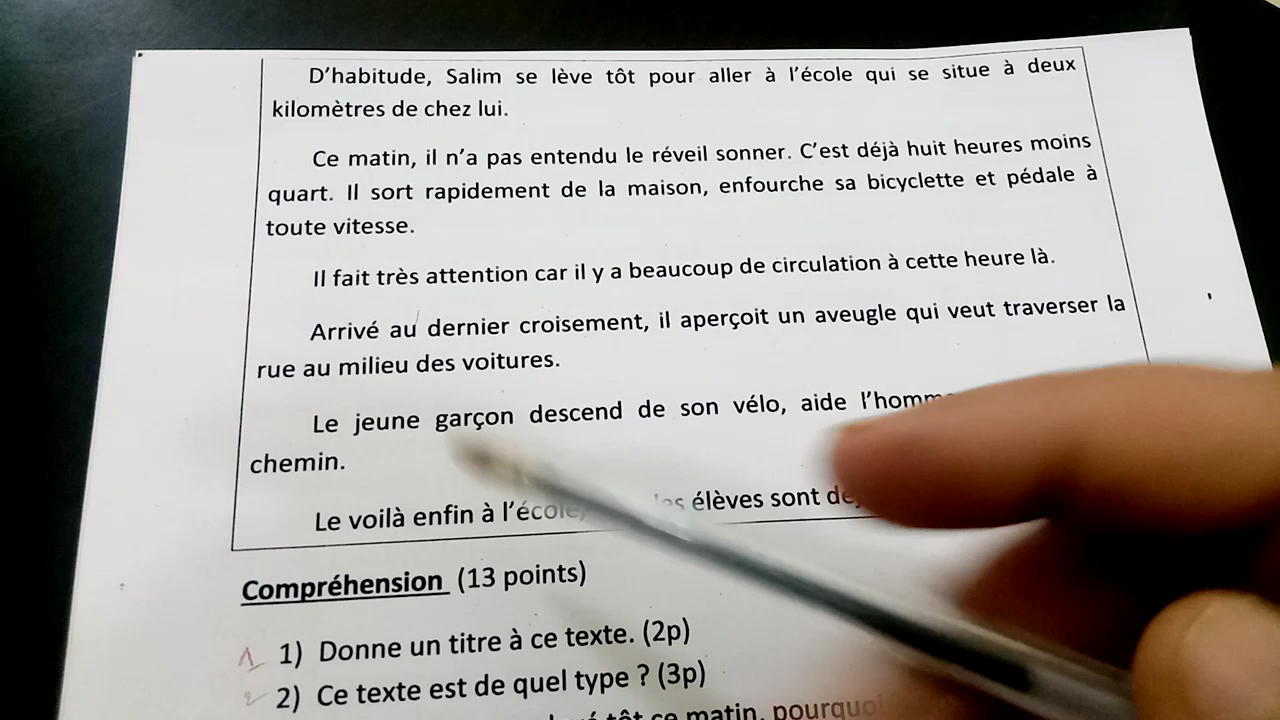 D'habitude, Salim se lève tôt pour aller à l'école qui se situe à deux
kilomètres de chez lui.
Ce matin, il n'a pas entendu le réveil sonner. C'est déjà huit heures moins
quart. Il sort rapidement de la maison, enfourche sa bicyclette et pédale à
toute vitesse.
Il fait très attention car il y a beaucoup de circulation à cette heure là.
Arrivé au dernier croisement, il aperçoit un aveugle qui veut traverser la
rue au milieu des voitures.
Le jeune garçon descend de son vélo, aide l'homme
chemin.
Le voilà enfin à l'école, élèves sont
Compréhension (13 points)
1) Donne un titre à ce texte. (2p)
2) Ce texte est de quel type ? (3p)
tôt ce matin, pourquoi